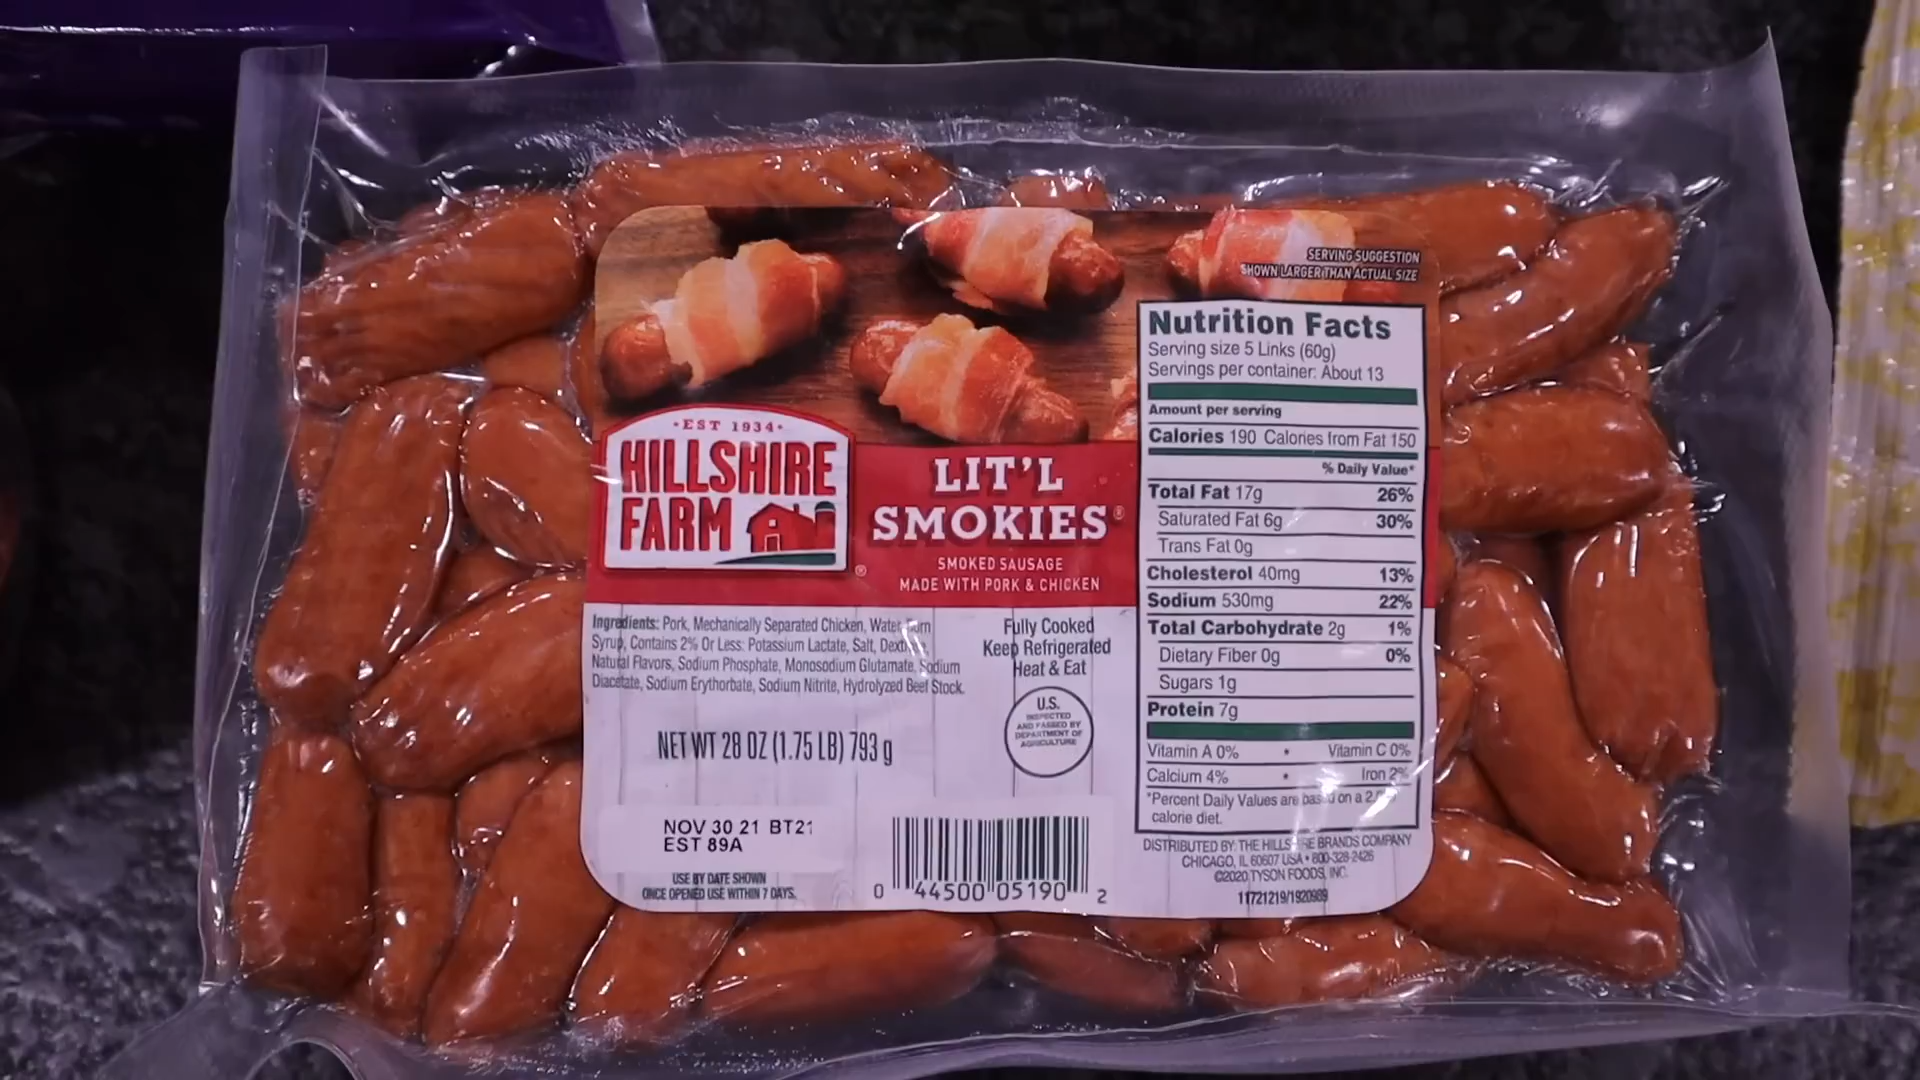 SERVING SUGGESTION
SHOWN LARGER THAN ACTUAL SIZE
•EST 1934•
HILLSHIRE
FARM
®
LIT'L
SMOKIES®
SMOKED SAUSAGE
MADE WITH PORK & CHICKEN
Ingredients: Pork, Mechanically Separated Chicken, Water,
Syrup, Contains 2% Or Less: Potassium Lactate, Salt,
Natural Flavors, Sodium Phosphate, Monosodium Glutamate, Sodium
Diacetate, Sodium Erythorbate, Sodium Nitrite, Hydrolyzed Beef Stock.
Fully Cooked
Keep Refrigerated
Heat & Eat
U.S.
INSPECTED
AND PASSED BY
DEPARTMENT OF
AGRICULTURE
NET WT 28 OZ (1.75 LB) 793 g
NOV 30 21 BT21
EST 89A
USE BY DATE SHOWN
ONCE OPENED USE WITHIN 7 DAYS.
0 44500 05190 2
Nutrition Facts
Serving size 5 Links (60g)
Servings per container: About 13
Amount per serving
Calories 190 Calories from Fat 150
% Daily Value*
Total Fat 17g 26%
Saturated Fat 6g 30%
Trans Fat 0g
Cholesterol 40mg 13%
Sodium 530mg 22%
Total Carbohydrate 2g 1%
Dietary Fiber 0g 0%
Sugars 1g
Protein 7g
Vitamin A 0% • Vitamin C 0%
Calcium 4% • Iron 2%
*Percent Daily Values are based on a
calorie diet.
DISTRIBUTED BY: THE BRANDS COMPANY
CHICAGO, IL 60607 USA • 800-328-2426
©2020 TYSON FOODS, INC.
11721219/1920989